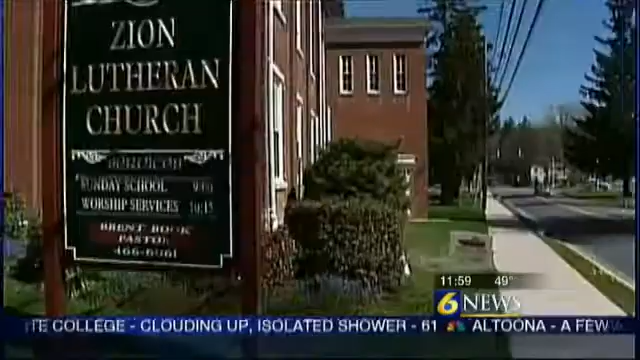 ZION
LUTHERAN
CHURCH
SUNDAY SCHOOL 9:00
WORSHIP SERVICES 10:15
BRENT BOOK
PASTOR
466-6061
11:59 49°
6 NEWS
TE COLLEGE - CLOUDING UP, ISOLATED SHOWER - 61 ALTOONA - A FEW